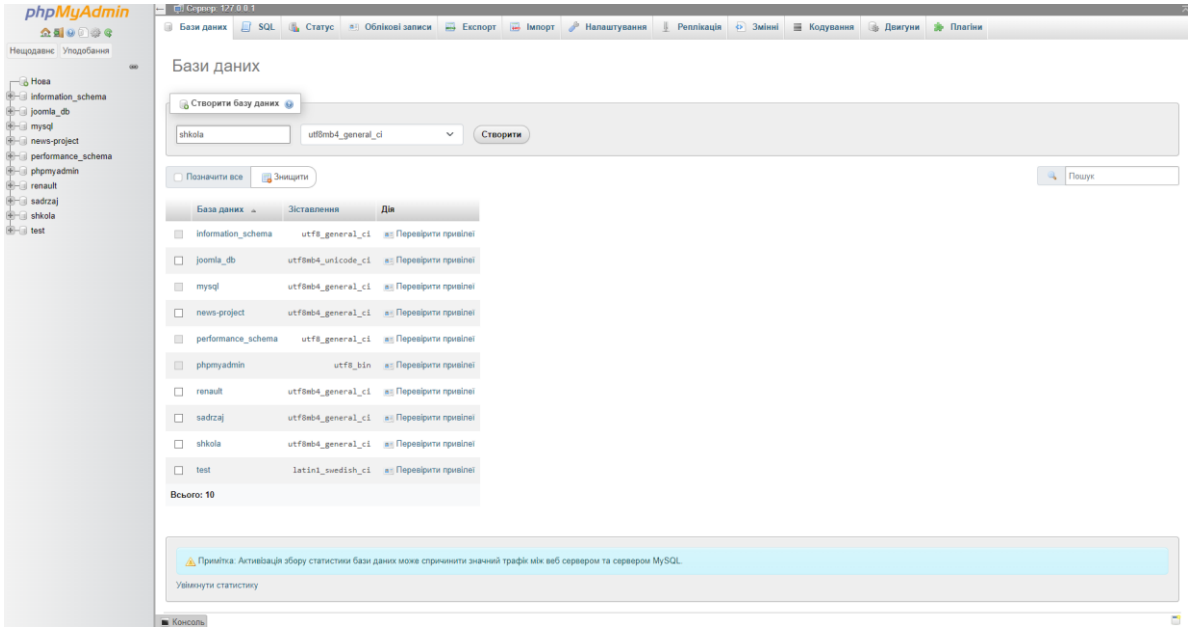 phpMyAdmin
Нещодавнє Уподобання
Нова
information_schema
joomla_db
mysql
news-project
performance_schema
phpmyadmin
renault
sadrzaj
shkola
test
Сервер: 127.0.0.1
Бази даних SQL Статус Облікові записи Експорт Імпорт Налаштування Реплікація Змінні Кодування Двигуни Плагіни
Бази даних
Створити базу даних
shkola utf8mb4_general_ci Створити
Позначити все Знищити Пошук
База даних Зіставлення Дія
information_schema utf8_general_ci Перевірити привілеї
joomla_db utf8mb4_unicode_ci Перевірити привілеї
mysql utf8mb4_general_ci Перевірити привілеї
news-project utf8mb4_general_ci Перевірити привілеї
performance_schema utf8_general_ci Перевірити привілеї
phpmyadmin utf8_bin Перевірити привілеї
renault utf8mb4_general_ci Перевірити привілеї
sadrzaj utf8mb4_general_ci Перевірити привілеї
shkola utf8mb4_general_ci Перевірити привілеї
test latin1_swedish_ci Перевірити привілеї
Всього: 10
Примітка: Активізація збору статистики бази даних може спричинити значний трафік між веб сервером та сервером MySQL.
Увімкнути статистику
Консоль